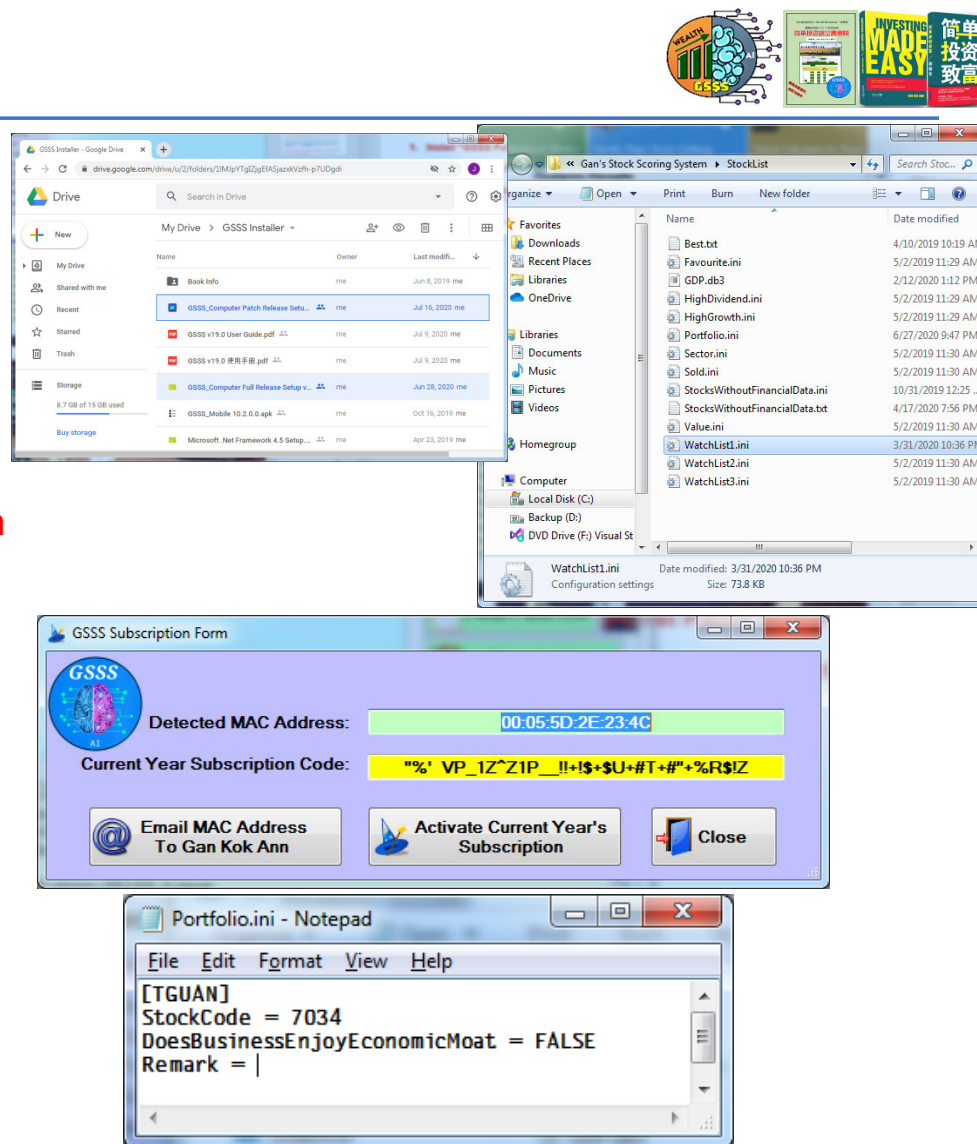 WEALTH
AI
GSSS
简单投资致富
INVESTING
MADE
EASY
简单
投资
致富
GSSS Installer - Google Drive
drive.google.com/drive/u/2/folders/
Drive
Search in Drive
New
My Drive > GSSS Installer
Name Owner Last modifi...
My Drive
Shared with me
Recent
Starred
Trash
Storage
8.7 GB of 15 GB used
Buy storage
Book Info me Jun 8, 2019 me
GSSS_Computer Patch Release Setu... me Jul 16, 2020 me
GSSS v19.0 User Guide.pdf me Jul 9, 2020 me
GSSS v19.0 使用手册.pdf me Jul 9, 2020 me
GSSS_Computer Full Release Setup v... me Jun 28, 2020 me
GSSS_Mobile 10.2.0.0.apk me Oct 16, 2019 me
Microsoft .Net Framework 4.5 Setup... me Apr 23, 2019 me
« Gan's Stock Scoring System ▸ StockList
Search Stoc...
rganize Open Print Burn New folder
Favorites
Downloads
Recent Places
Libraries
OneDrive
Libraries
Documents
Music
Pictures
Videos
Homegroup
Computer
Local Disk (C:)
Backup (D:)
DVD Drive (F:) Visual St
Name Date modified
Best.txt 4/10/2019 10:19 AM
Favourite.ini 5/2/2019 11:29 AM
GDP.db3 2/12/2020 1:12 PM
HighDividend.ini 5/2/2019 11:29 AM
HighGrowth.ini 5/2/2019 11:29 AM
Portfolio.ini 6/27/2020 9:47 PM
Sector.ini 5/2/2019 11:30 AM
Sold.ini 5/2/2019 11:30 AM
StocksWithoutFinancialData.ini 10/31/2019 12:25 ..
StocksWithoutFinancialData.txt 4/17/2020 7:56 PM
Value.ini 5/2/2019 11:30 AM
WatchList1.ini 3/31/2020 10:36 PM
WatchList2.ini 5/2/2019 11:30 AM
WatchList3.ini 5/2/2019 11:30 AM
WatchList1.ini Date modified: 3/31/2020 10:36 PM
Configuration settings Size: 73.8 KB
GSSS Subscription Form
GSSS
AI
Detected MAC Address: 00:05:5D:2E:23:4C
Current Year Subscription Code: "%' VP_1Z^Z1P__!!+!$+$U+#T+#"+%R$!Z
Email MAC Address
To Gan Kok Ann
Activate Current Year's
Subscription
Close
Portfolio.ini - Notepad
File Edit Format View Help
[TGUAN]
StockCode = 7034
DoesBusinessEnjoyEconomicMoat = FALSE
Remark =